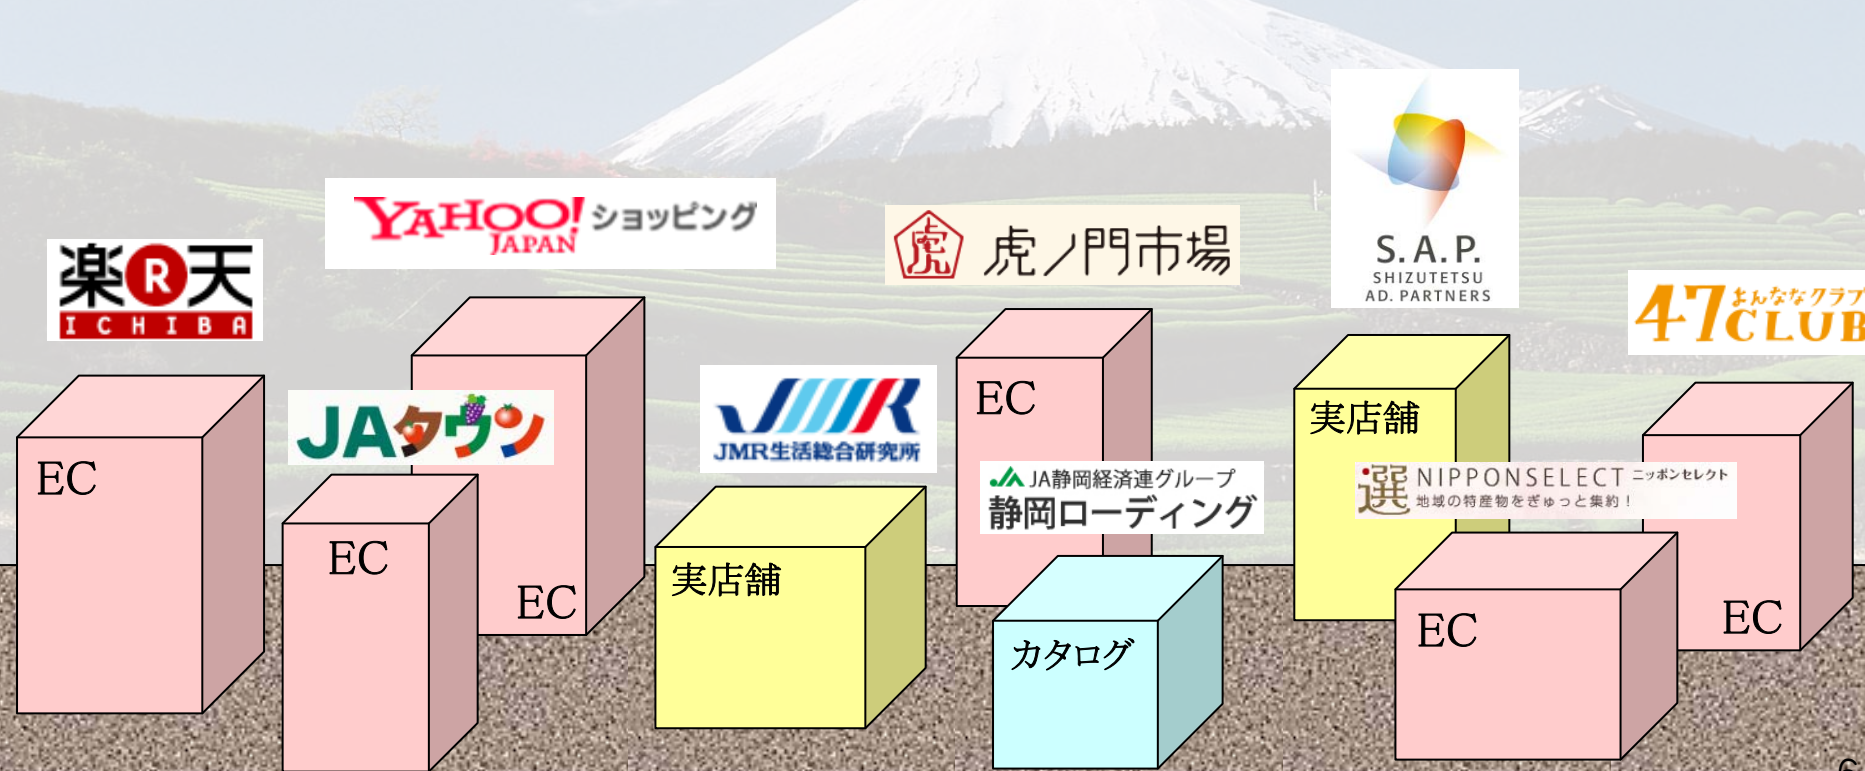 楽R天
ICHIBA
EC
YAHOO! ショッピング
JAPAN
JAタウン
EC
EC
JMR生活総合研究所
実店舗
虎 虎ノ門市場
EC
JA静岡経済連グループ
静岡ローディング
カタログ
S.A.P.
SHIZUTETSU
AD. PARTNERS
実店舗
選 NIPPONSELECT ニッポンセレクト
地域の特産物をぎゅっと集約！
EC
47 よんななクラブ
CLUB
EC